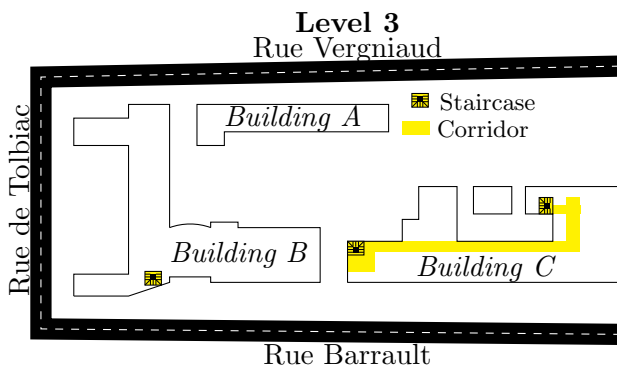 Level 3
Rue Vergniaud
Building A
Staircase
Corridor
Rue de Tolbiac
Building B
Building C
Rue Barrault